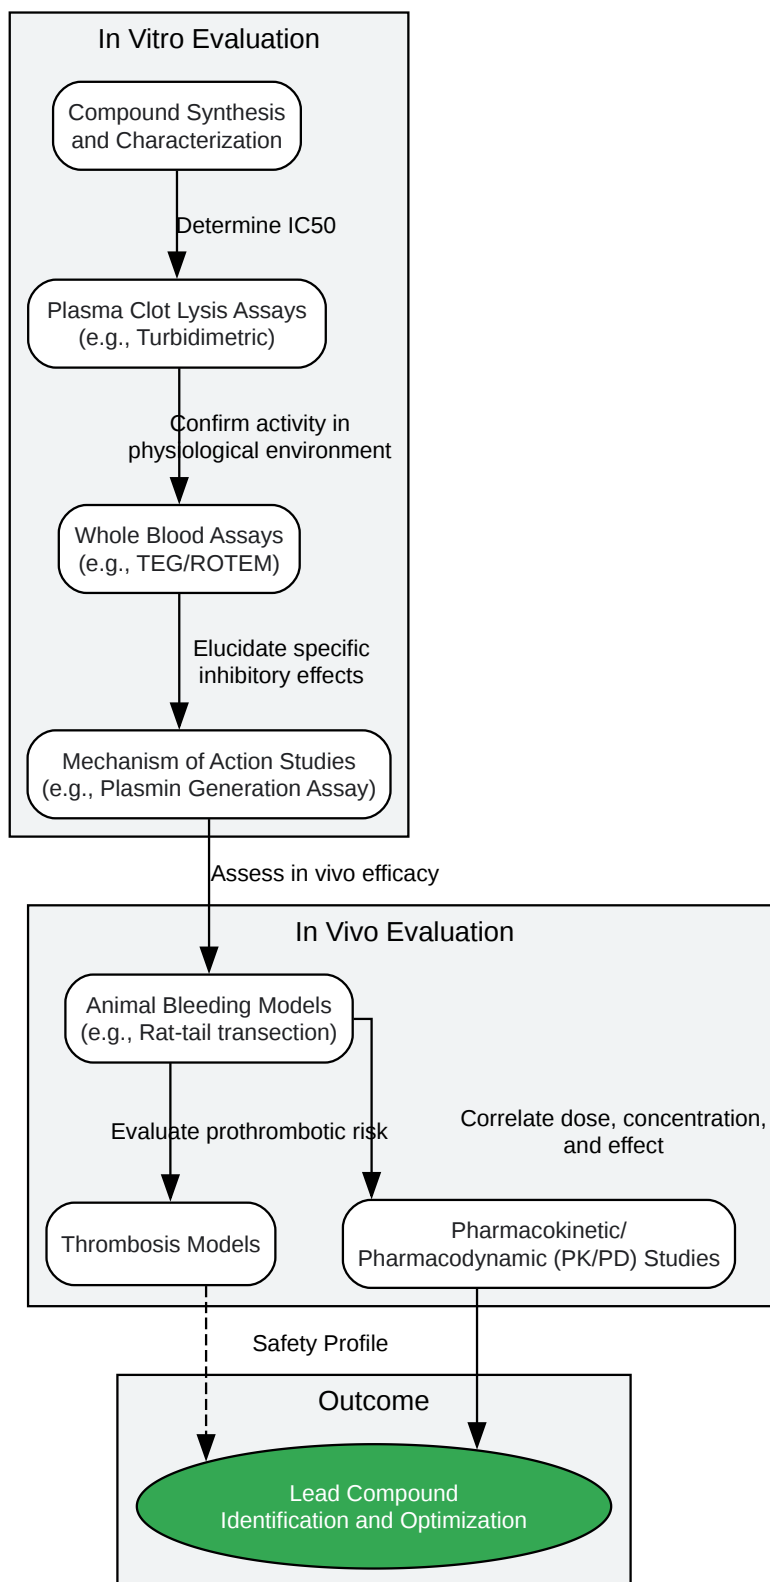 In Vitro Evaluation
Compound Synthesis
and Characterization
Determine IC50
Plasma Clot Lysis Assays
(e.g., Turbidimetric)
Confirm activity in
physiological environment
Whole Blood Assays
(e.g., TEG/ROTEM)
Elucidate specific
inhibitory effects
Mechanism of Action Studies
(e.g., Plasmin Generation Assay)
Assess in vivo efficacy
In Vivo Evaluation
Animal Bleeding Models
(e.g., Rat-tail transection)
Evaluate prothrombotic risk
Correlate dose, concentration,
and effect
Thrombosis Models
Pharmacokinetic/
Pharmacodynamic (PK/PD) Studies
Safety Profile
Outcome
Lead Compound
Identification and Optimization